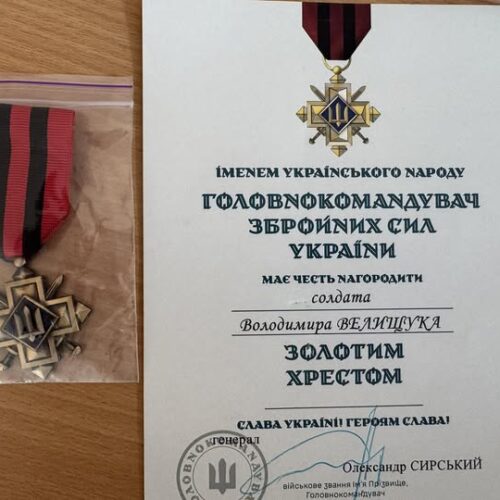 ІМЕНЕМ УКРАЇНСЬКОГО НАРОДУ
ГОЛОВНОКОМАНДУВАЧ
ЗБРОЙНИХ СИЛ
УКРАЇНИ
МАЄ ЧЕСТЬ НАГОРОДИТИ
солдата
Володимира ВЕЛИЩУКА
ЗОЛОТИМ
ХРЕСТОМ
СЛАВА УКРАЇНІ! ГЕРОЯМ СЛАВА!
генерал
Олександр СИРСЬКИЙ
військове звання Ім'я Прізвище,
Головнокомандувач
ГОЛОВНОКОМАНДУВАЧ